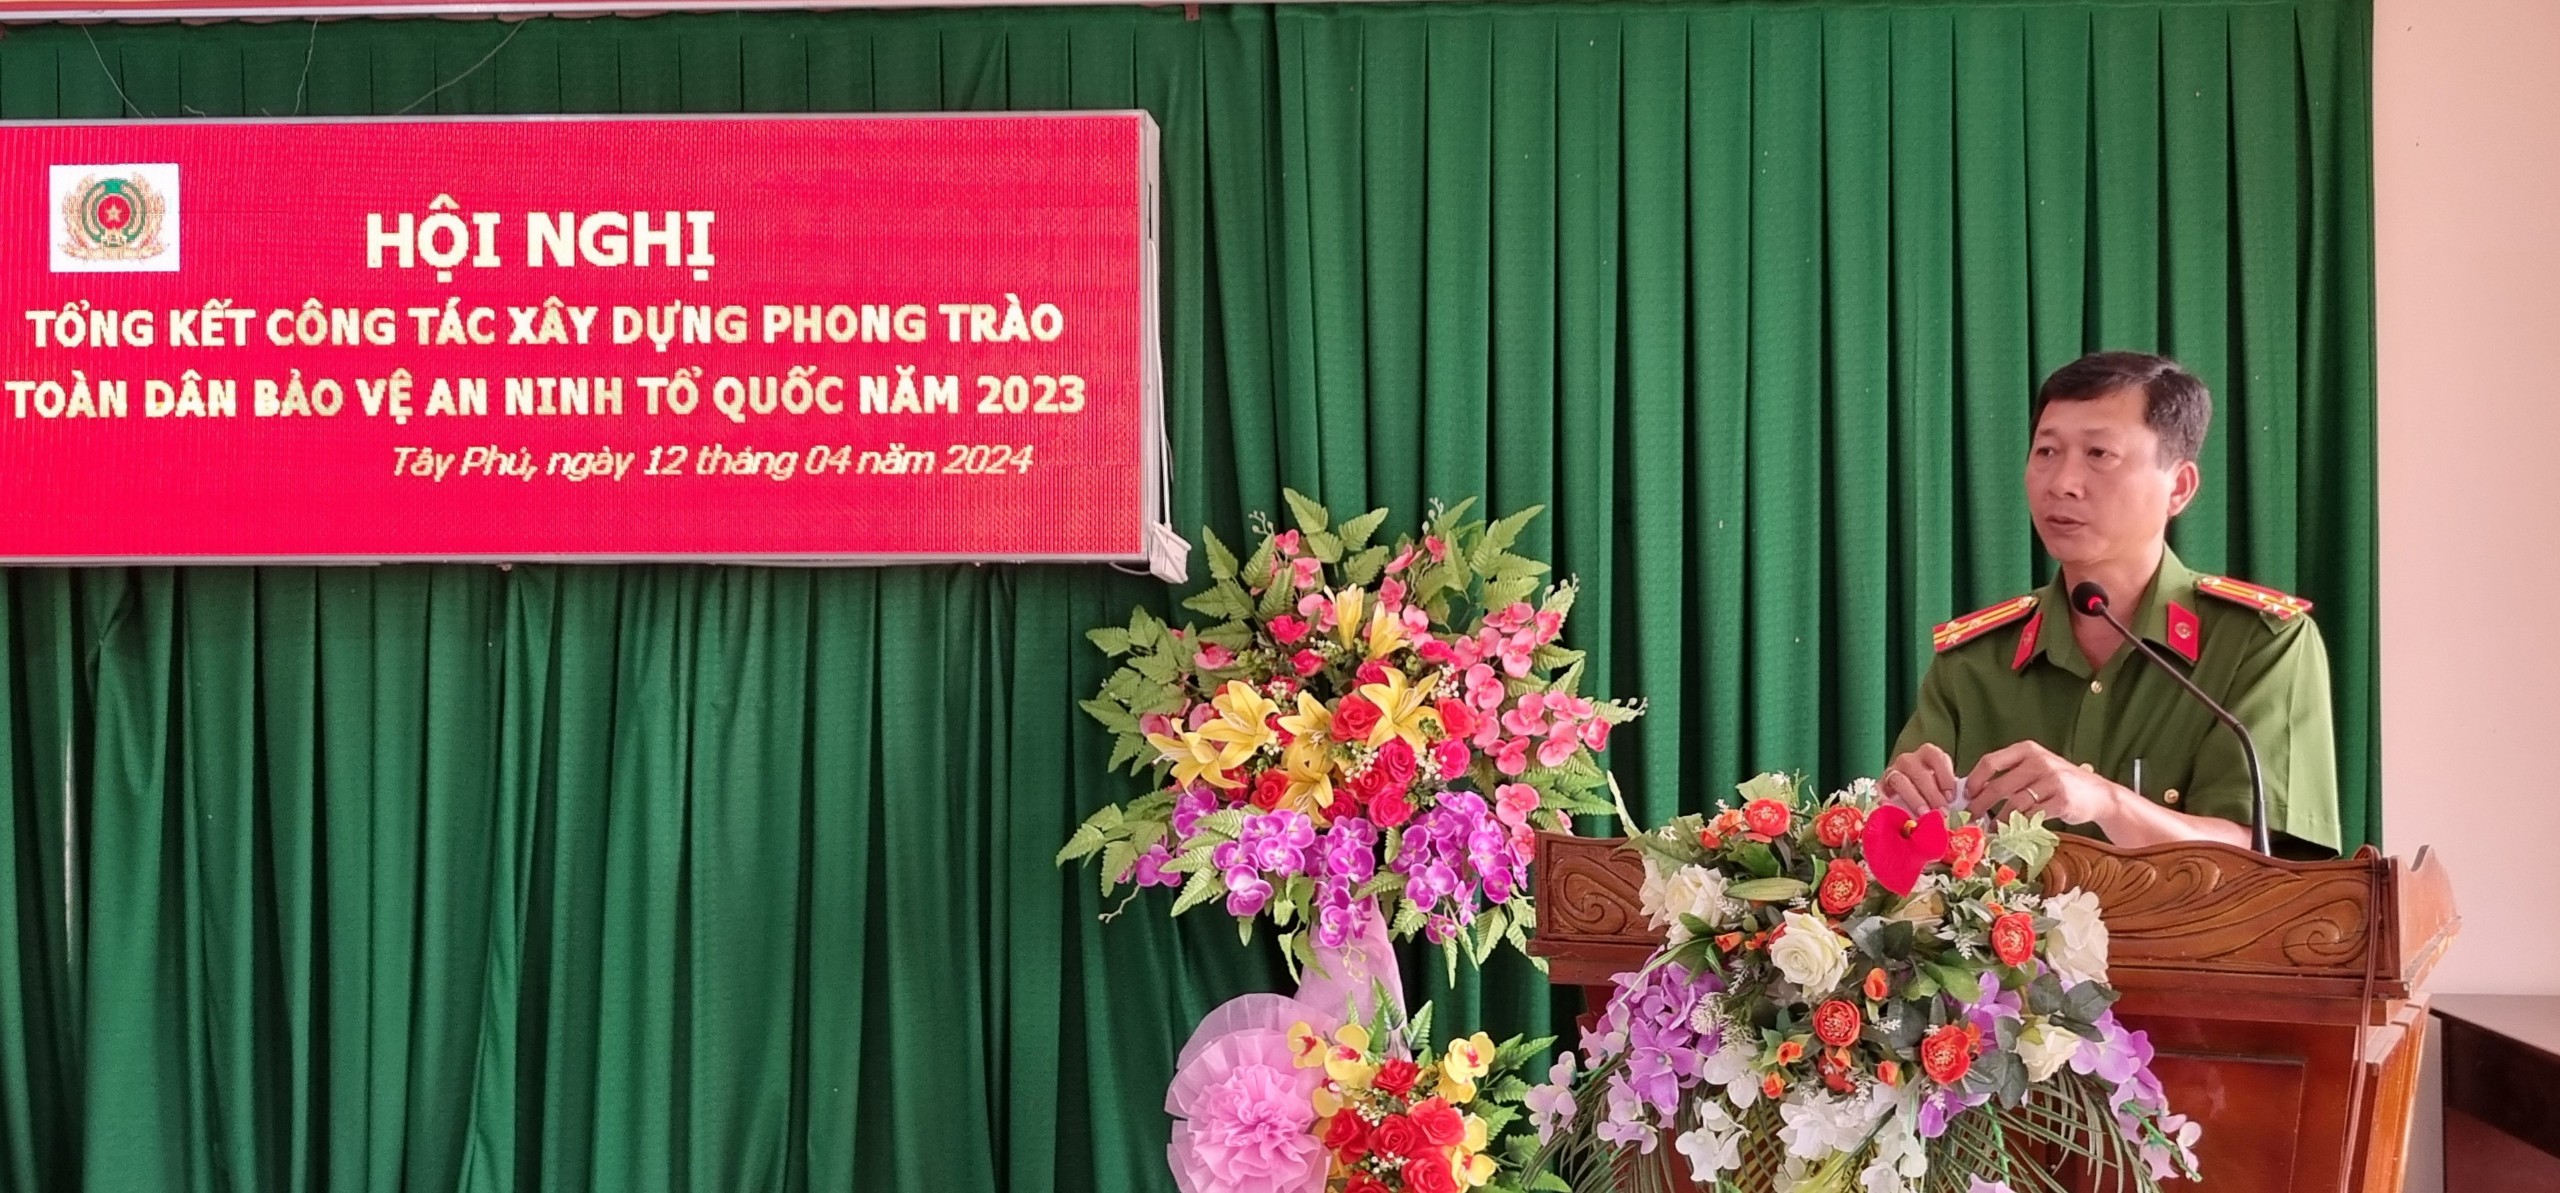 HỘI NGHỊ
TỔNG KẾT CÔNG TÁC XÂY DỰNG PHONG TRÀO
TOÀN DÂN BẢO VỆ AN NINH TỔ QUỐC NĂM 2023
Tây Phú, ngày 12 tháng 04 năm 2024